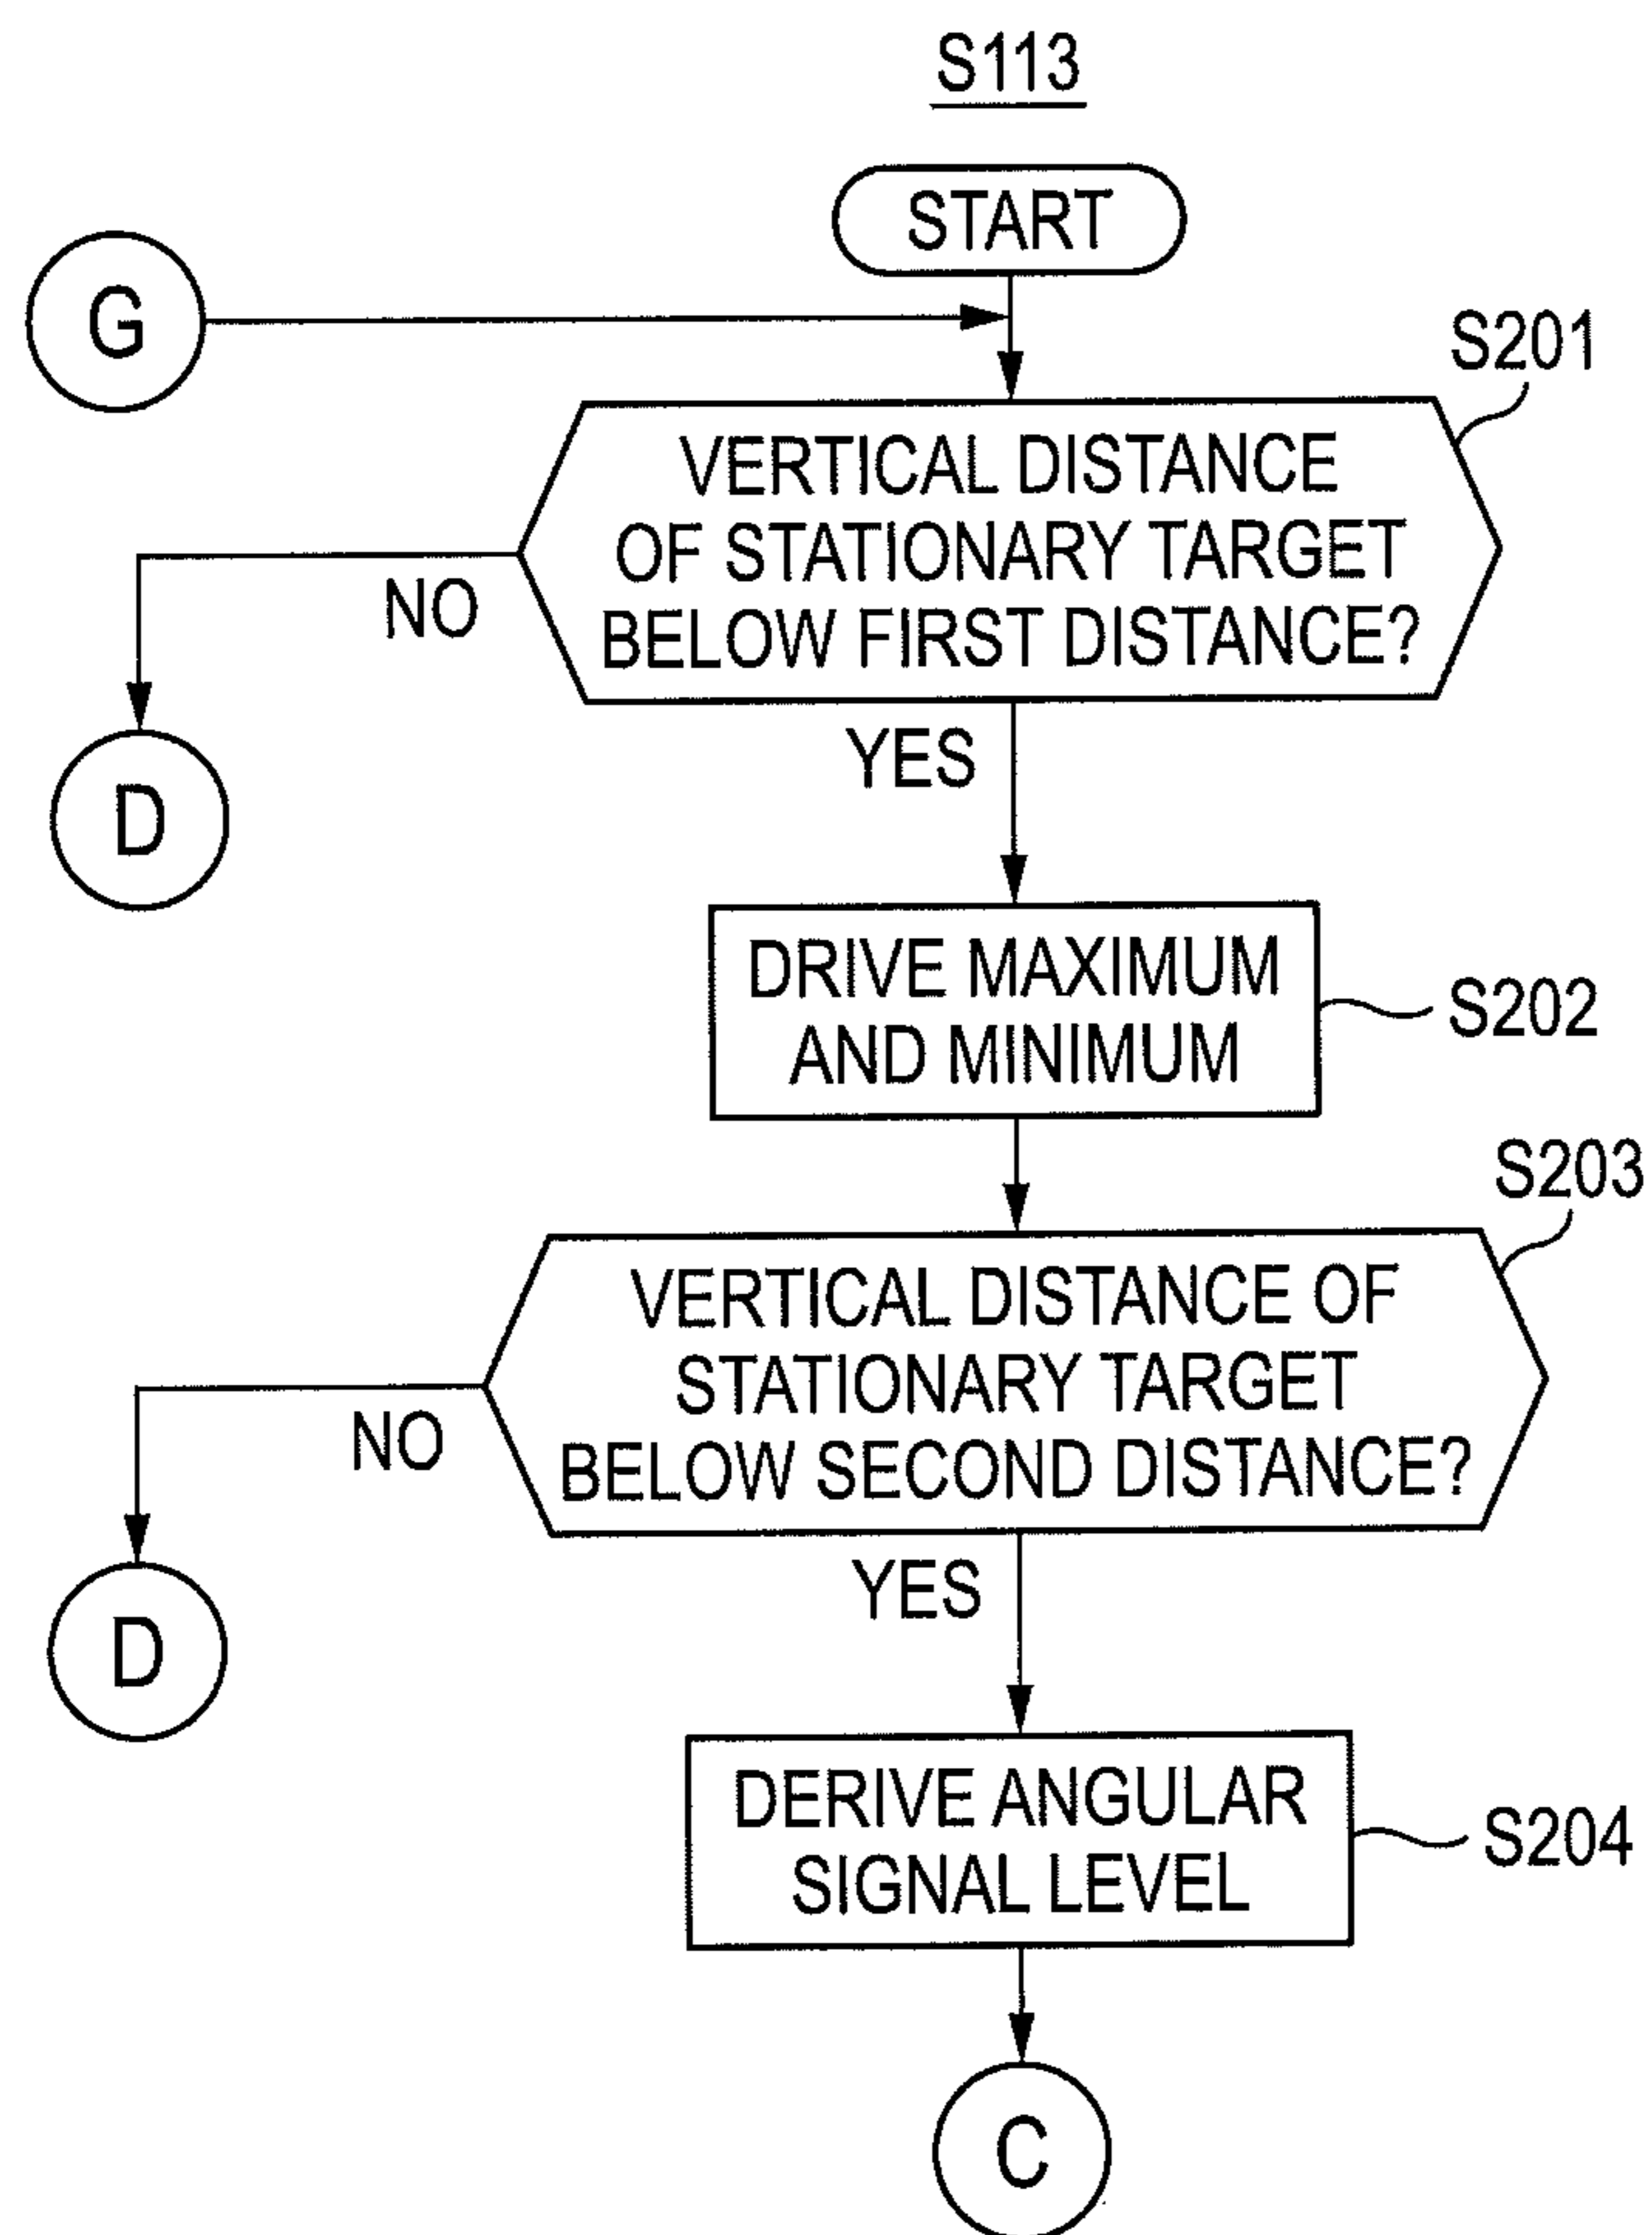 S113
START
G
S201
VERTICAL DISTANCE
OF STATIONARY TARGET
BELOW FIRST DISTANCE?
NO
YES
D
DRIVE MAXIMUM
AND MINIMUM
S202
S203
VERTICAL DISTANCE OF
STATIONARY TARGET
BELOW SECOND DISTANCE?
NO
YES
D
DERIVE ANGULAR
SIGNAL LEVEL
S204
C